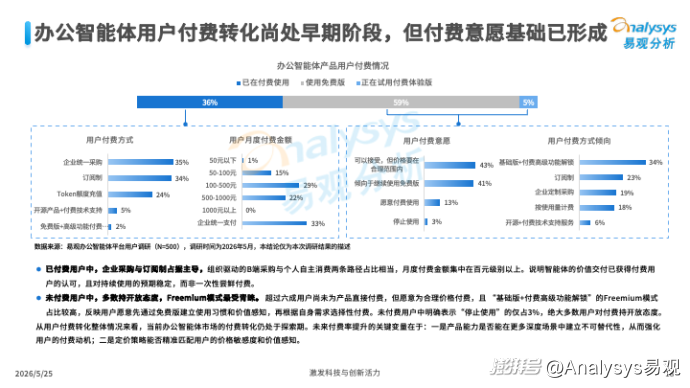 办公智能体用户付费转化尚处早期阶段，但付费意愿基础已形成
nalysys
易观分析
办公智能体产品用户付费情况
已在付费使用 使用免费版 正在试用付费体验版
36% 59% 5%
用户付费方式
企业统一采购 35%
订阅制 34%
Token额度充值 24%
开源产品+付费技术支持 5%
免费版+高级功能付费 2%
用户月度付费金额
50元以下 1%
50-100元 15%
100-500元 29%
500-1000元 22%
1000元以上 0%
企业统一支付 33%
用户付费意愿
可以接受，但价格要在
合理范围内 43%
倾向于继续使用免费版 41%
愿意付费使用 13%
停止使用 3%
用户付费方式倾向
基础版+付费高级功能解锁 34%
订阅制 23%
企业定制采购 19%
按使用量计费 18%
开源+付费技术支持服务 6%
nalysys
易观分析
数据来源：易观办公智能体平台用户调研（N=500），调研时间为2026年5月，本结论仅为本次调研结果的描述
● 已付费用户中，企业采购与订阅制占据主导，组织驱动的B端采购与个人自主消费两条路径占比相当，月度付费金额集中在百元级别以上。说明智能体的价值交付已获得付费用
户的认可，且对持续使用的预期稳定，而非一次性尝鲜付费。
● 未付费用户中，多数持开放态度，Freemium模式最受青睐。超过六成用户尚未为产品直接付费，但愿意为合理价格付费，且“基础版+付费高级功能解锁”的Freemium模式
占比较高，反映用户愿意先通过免费版建立使用习惯和价值感知，再根据自身需求选择性付费。未付费用户中明确表示“停止使用”的仅占3%，绝大多数用户对付费持开放态度。
从用户付费转化整体情况来看，当前办公智能体市场的付费转化仍处于探索期。未来付费率提升的关键变量在于：一是产品能力是否能在更多深度场景中建立不可替代性，从而强化
用户的付费动机；二是定价策略能否精准匹配用户的价格敏感度和价值感知。
2026/5/25
激发科技与创新活力
澎湃号@Analysys易观